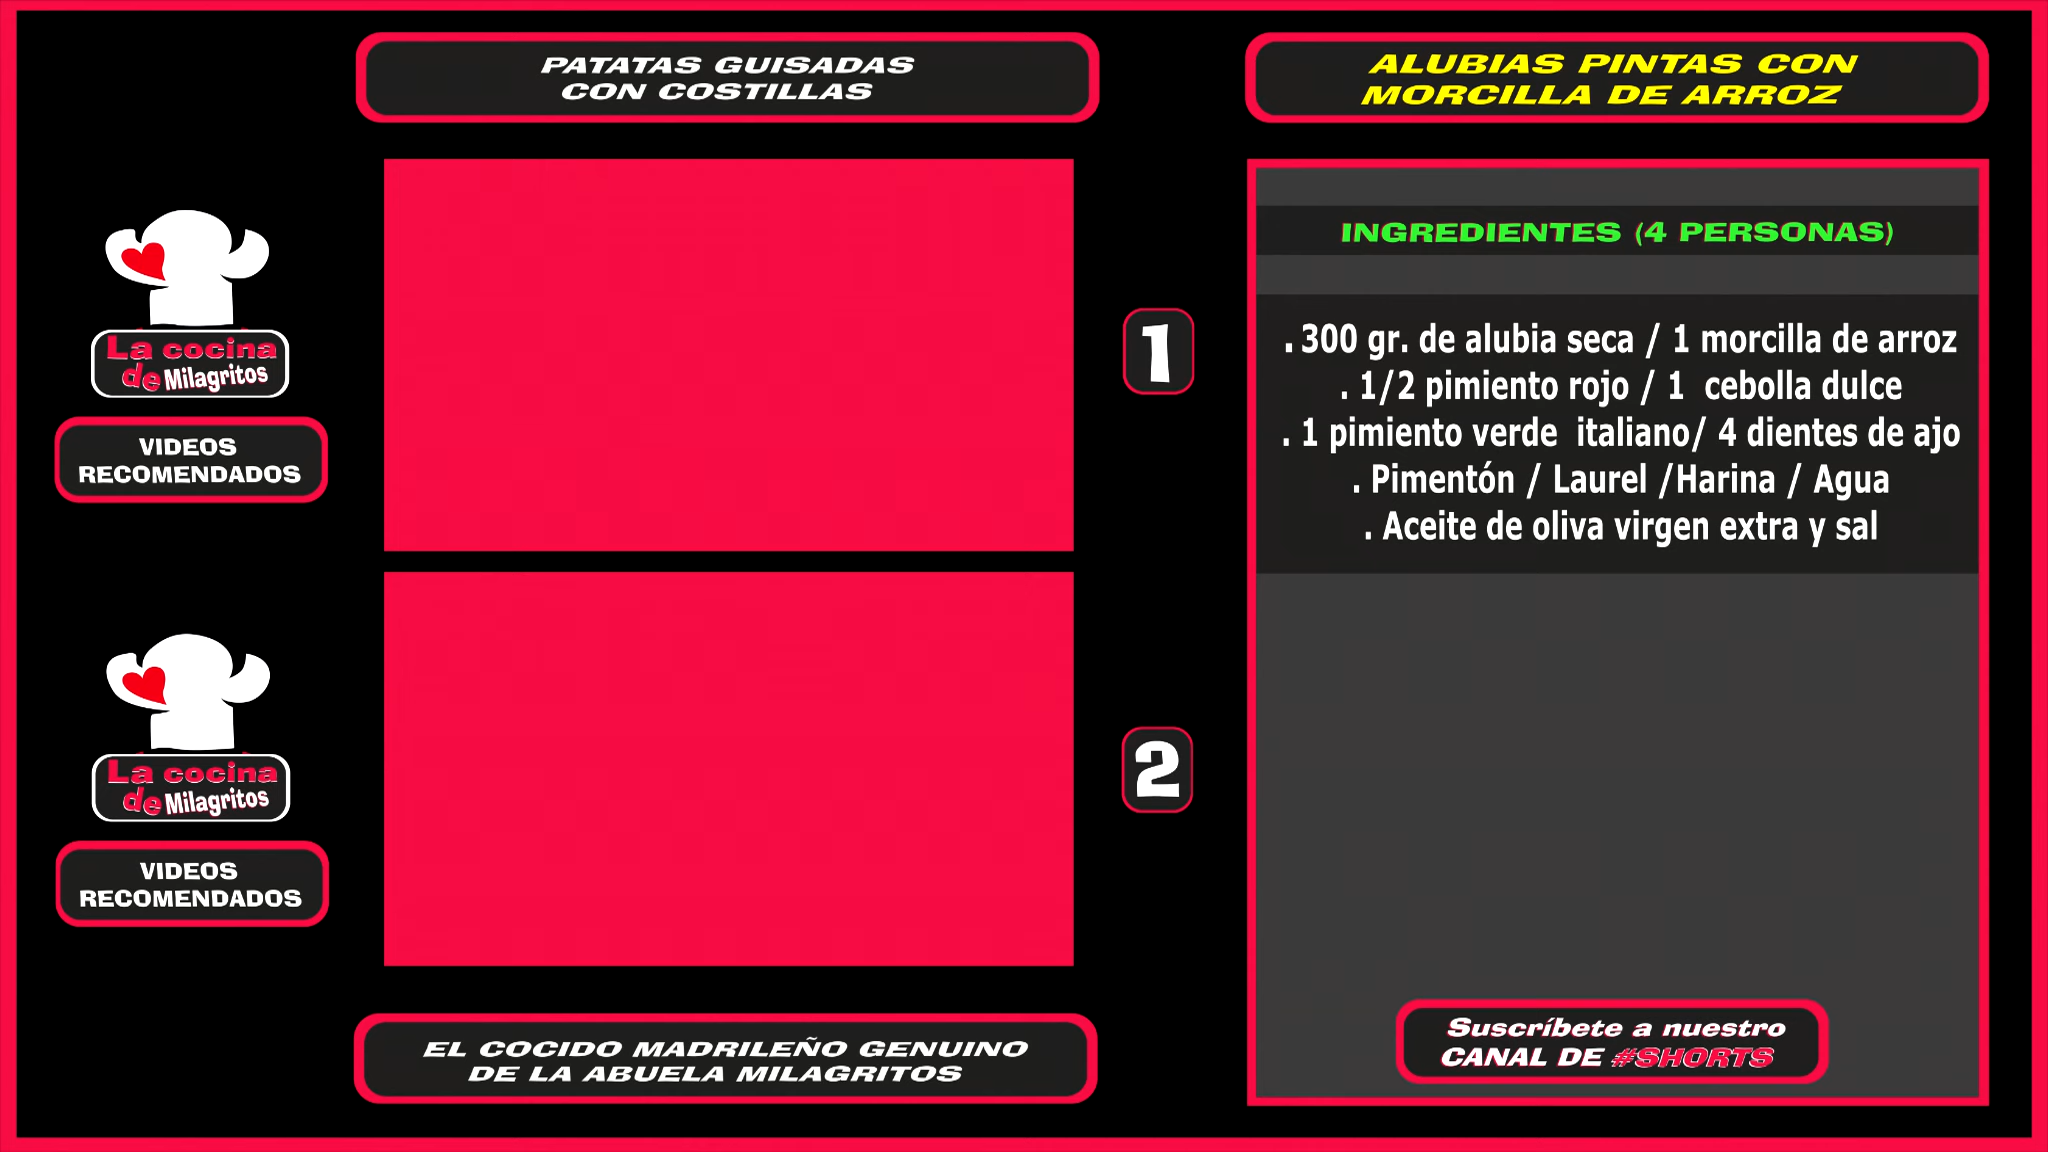 PATATAS GUISADAS
CON COSTILLAS
ALUBIAS PINTAS CON
MORCILLA DE ARROZ
La cocina
de Milagritos
VIDEOS
RECOMENDADOS
1
INGREDIENTES (4 PERSONAS)
. 300 gr. de alubia seca / 1 morcilla de arroz
. 1/2 pimiento rojo / 1 cebolla dulce
. 1 pimiento verde italiano/ 4 dientes de ajo
. Pimentón / Laurel /Harina / Agua
. Aceite de oliva virgen extra y sal
La cocina
de Milagritos
VIDEOS
RECOMENDADOS
2
EL COCIDO MADRILEÑO GENUINO
DE LA ABUELA MILAGRITOS
Suscríbete a nuestro
CANAL DE #SHORTS